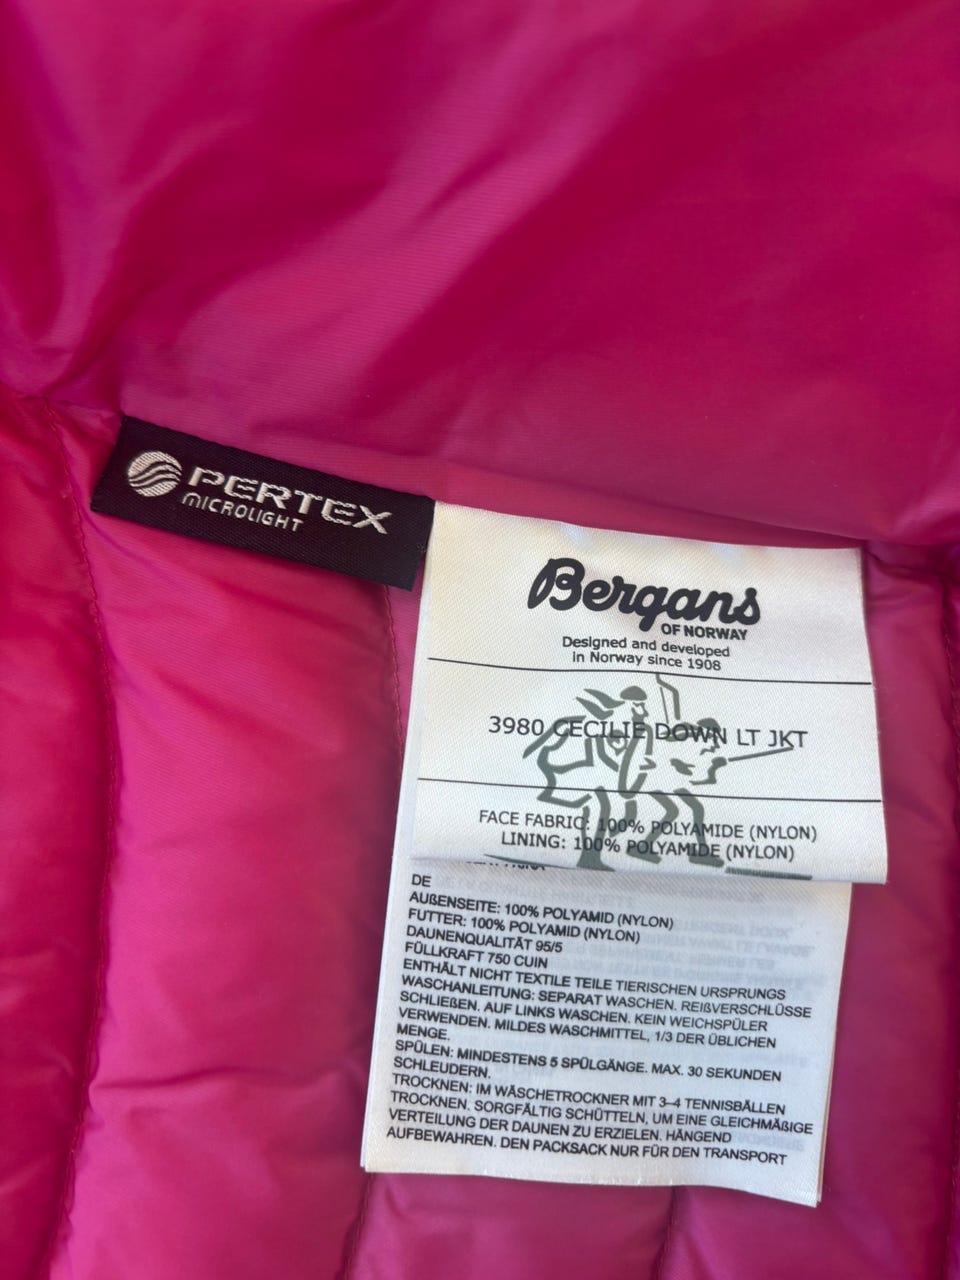 PERTEX
MICROLIGHT
Bergans
OF NORWAY
Designed and developed
in Norway since 1908
3980 CECILIE DOWN LT JKT
FACE FABRIC: 100% POLYAMIDE (NYLON)
LINING: 100% POLYAMIDE (NYLON)
DE
AUßENSEITE: 100% POLYAMID (NYLON)
FUTTER: 100% POLYAMID (NYLON)
DAUNENQUALITÄT 95/5
FÜLLKRAFT 750 CUIN
ENTHÄLT NICHT TEXTILE TEILE TIERISCHEN URSPRUNGS
WASCHANLEITUNG: SEPARAT WASCHEN. REIßVERSCHLÜSSE
SCHLIEßEN. AUF LINKS WASCHEN. KEIN WEICHSPÜLER
VERWENDEN. MILDES WASCHMITTEL, 1/3 DER ÜBLICHEN
MENGE.
SPÜLEN: MINDESTENS 5 SPÜLGÄNGE. MAX. 30 SEKUNDEN
SCHLEUDERN.
TROCKNEN: IM WÄSCHETROCKNER MIT 3–4 TENNISBÄLLEN
TROCKNEN. SORGFÄLTIG SCHÜTTELN, UM EINE GLEICHMÄßIGE
VERTEILUNG DER DAUNEN ZU ERZIELEN. HÄNGEND
AUFBEWAHREN. DEN PACKSACK NUR FÜR DEN TRANSPORT